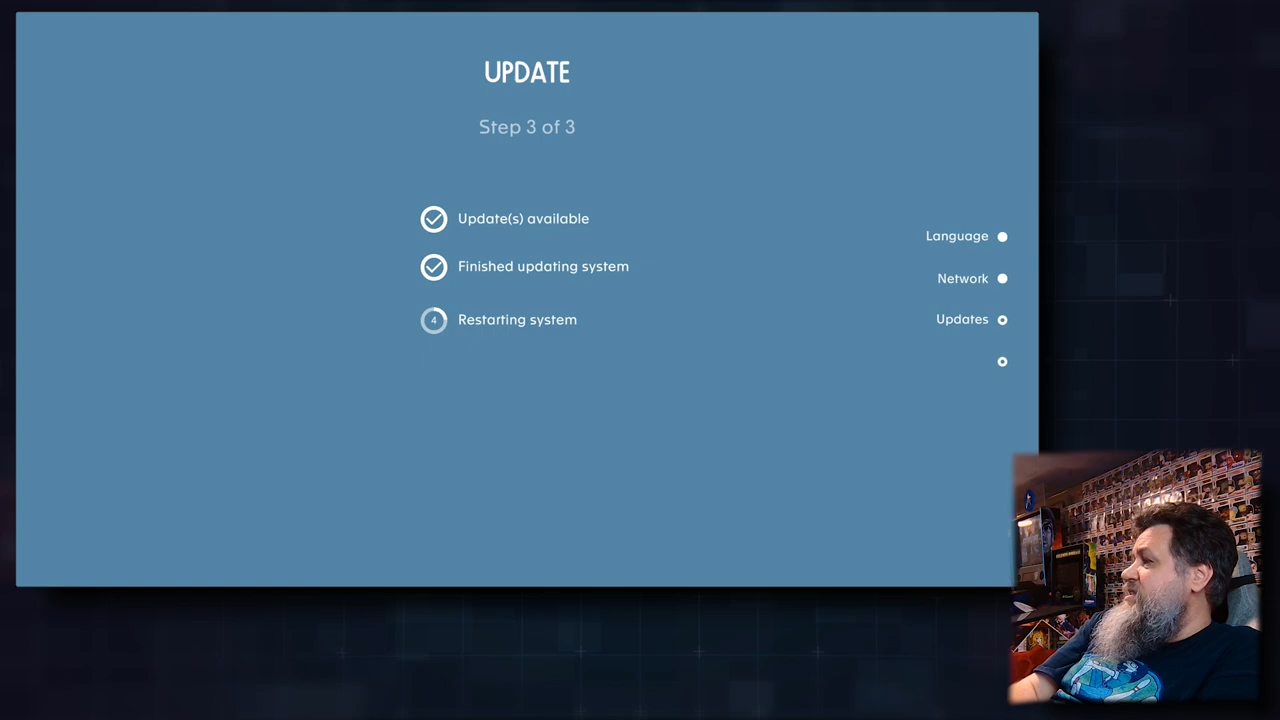 UPDATE
Step 3 of 3
Update(s) available
Finished updating system
4 Restarting system
Language
Network
Updates